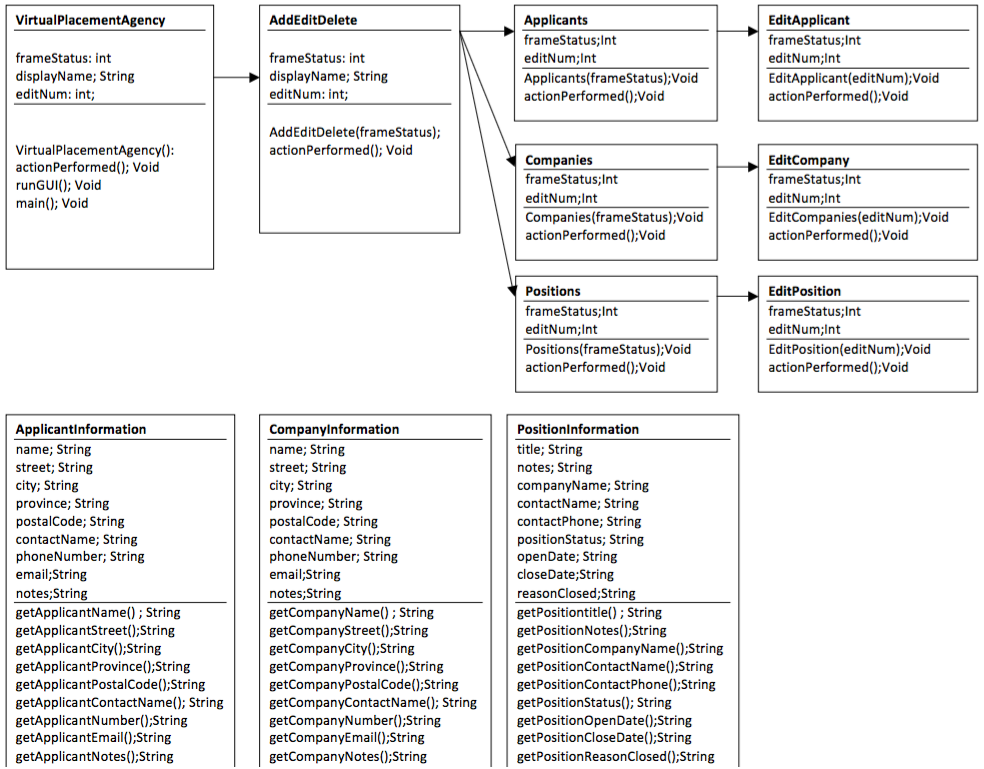 VirtualPlacementAgency
frameStatus: int
displayName; String
editNum: int;
VirtualPlacementAgency():
actionPerformed(); Void
runGUI(); Void
main(); Void
AddEditDelete
frameStatus: int
displayName; String
editNum: int;
AddEditDelete(frameStatus);
actionPerformed(); Void
Applicants
frameStatus;Int
editNum;Int
Applicants(frameStatus);Void
actionPerformed();Void
EditApplicant
frameStatus;Int
editNum;Int
EditApplicant(editNum);Void
actionPerformed();Void
Companies
frameStatus;Int
editNum;Int
Companies(frameStatus);Void
actionPerformed();Void
EditCompany
frameStatus;Int
editNum;Int
EditCompanies(editNum);Void
actionPerformed();Void
Positions
frameStatus;Int
editNum;Int
Positions(frameStatus);Void
actionPerformed();Void
EditPosition
frameStatus;Int
editNum;Int
EditPosition(editNum);Void
actionPerformed();Void
ApplicantInformation
name; String
street; String
city; String
province; String
postalCode; String
contactName; String
phoneNumber; String
email;String
notes;String
getApplicantName() ; String
getApplicantStreet();String
getApplicantCity();String
getApplicantProvince();String
getApplicantPostalCode();String
getApplicantContactName(); String
getApplicantNumber();String
getApplicantEmail();String
getApplicantNotes();String
CompanyInformation
name; String
street; String
city; String
province; String
postalCode; String
contactName; String
phoneNumber; String
email;String
notes;String
getCompanyName() ; String
getCompanyStreet();String
getCompanyCity();String
getCompanyProvince();String
getCompanyPostalCode();String
getCompanyContactName(); String
getCompanyNumber();String
getCompanyEmail();String
getCompanyNotes();String
PositionInformation
title; String
notes; String
companyName; String
contactName; String
contactPhone; String
positionStatus; String
openDate; String
closeDate;String
reasonClosed;String
getPositiontitle() ; String
getPositionNotes();String
getPositionCompanyName();String
getPositionContactName();String
getPositionContactPhone();String
getPositionStatus(); String
getPositionOpenDate();String
getPositionCloseDate();String
getPositionReasonClosed();String